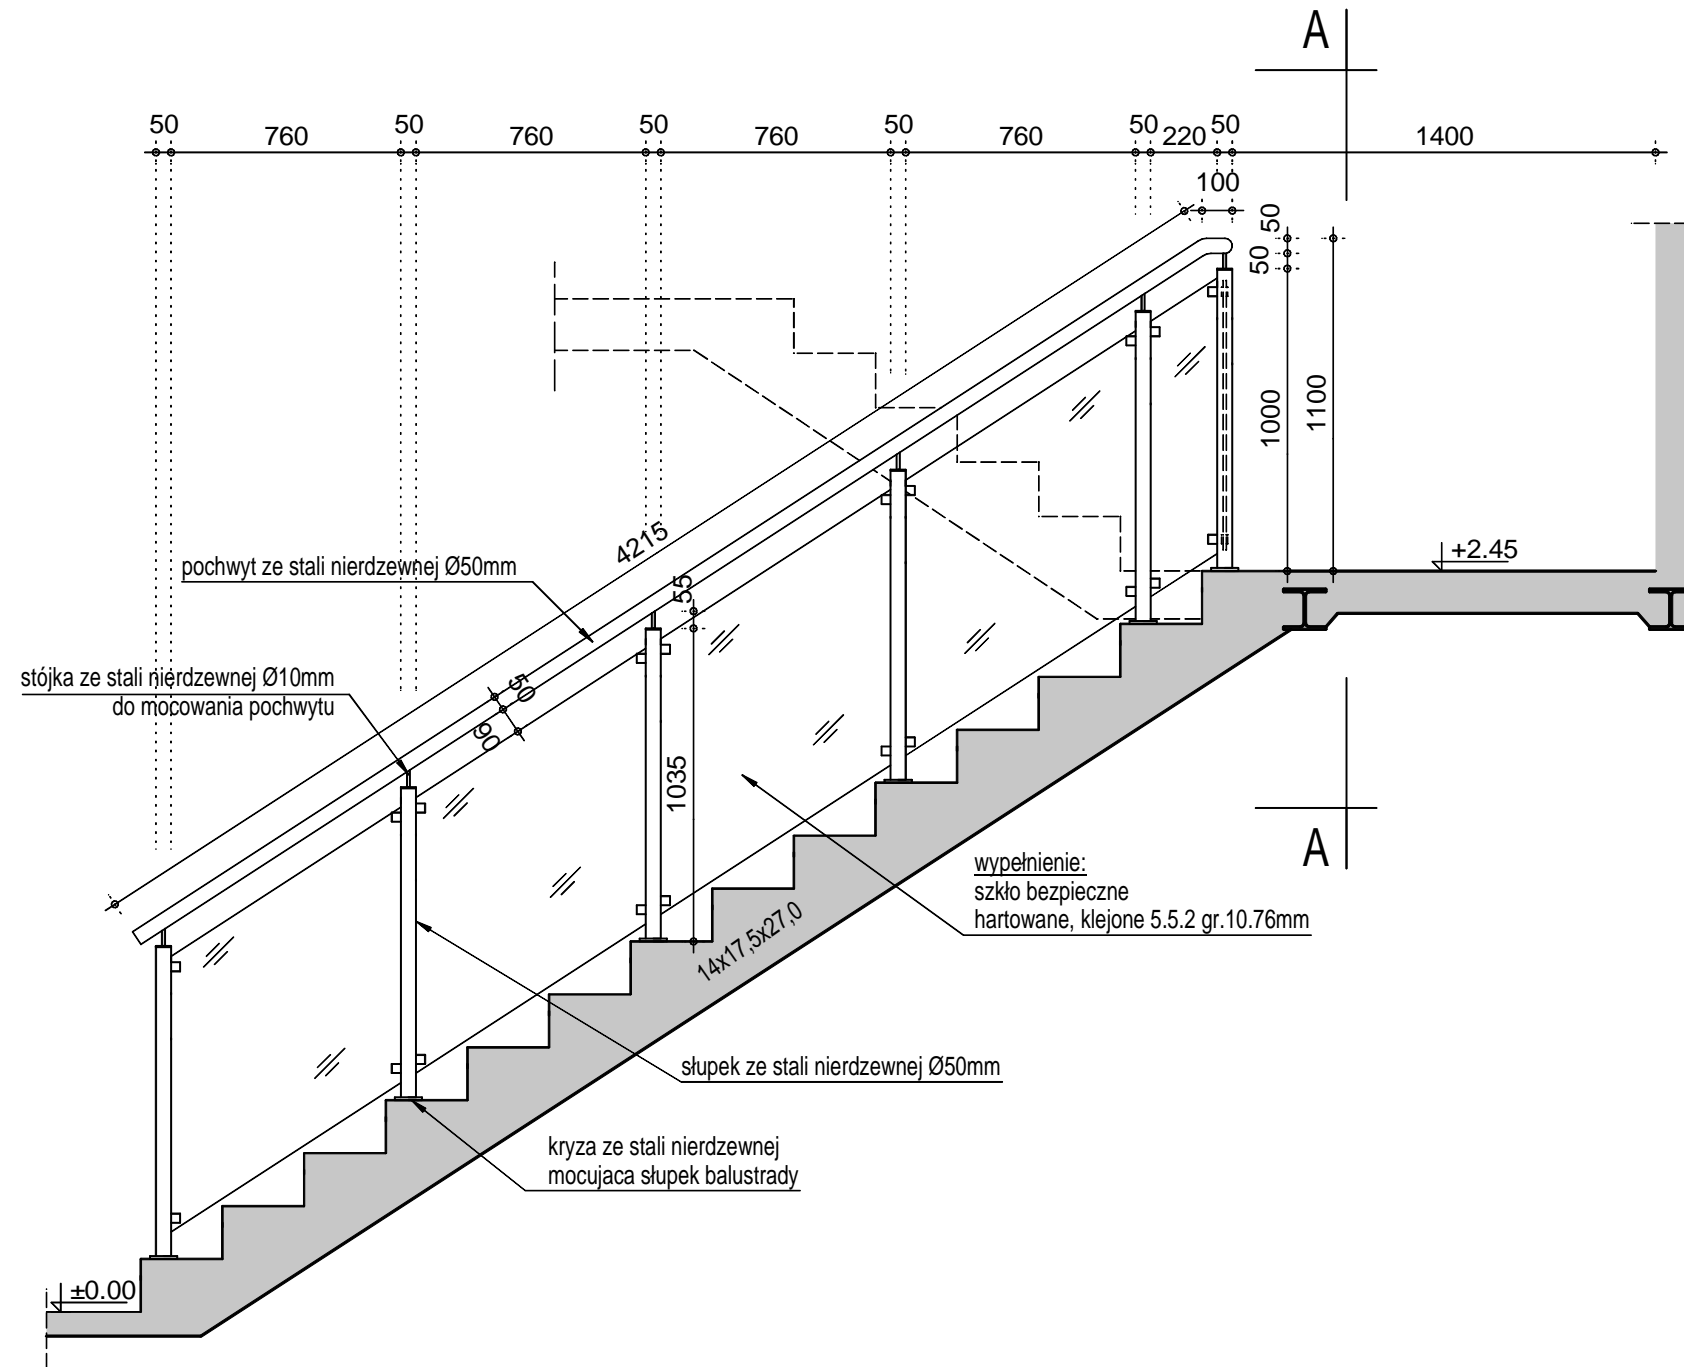 A
50 760 50 760 50 760 50 760 50 220 50 1400
100
50
50
1000
1100
+2.45
4215
pochwyt ze stali nierdzewnej Ø50mm
55
stójka ze stali nierdzewnej Ø10mm
do mocowania pochwytu
50
90
1035
A
wypełnienie:
szkło bezpieczne
hartowane, klejone 5.5.2 gr.10.76mm
14x17,5x27,0
słupek ze stali nierdzewnej Ø50mm
kryza ze stali nierdzewnej
mocujaca słupek balustrady
±0.00